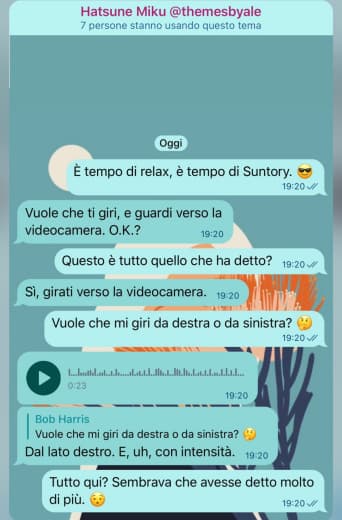 Hatsune Miku @themesbyale
7 persone stanno usando questo tema
Oggi
È tempo di relax, è tempo di Suntory. 😎
19:20
Vuole che ti giri, e guardi verso la
videocamera. O.K.?
19:20
Questo è tutto quello che ha detto?
19:20
Sì, girati verso la videocamera.
19:20
Vuole che mi giri da destra o da sinistra? 🤔
19:20
0:23
19:20
Bob Harris
Vuole che mi giri da destra o da sinistra? 🤔
Dal lato destro. E, uh, con intensità.
19:20
Tutto qui? Sembrava che avesse detto molto
di più. 😟
19:20